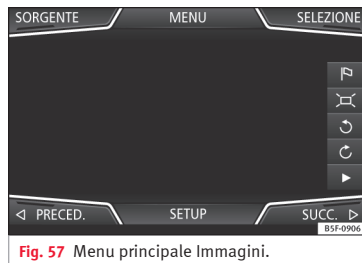 SORGENTE MENU SELEZIONE
PRECED. SETUP SUCC.
B5F-0906
Fig. 57 Menu principale Immagini.